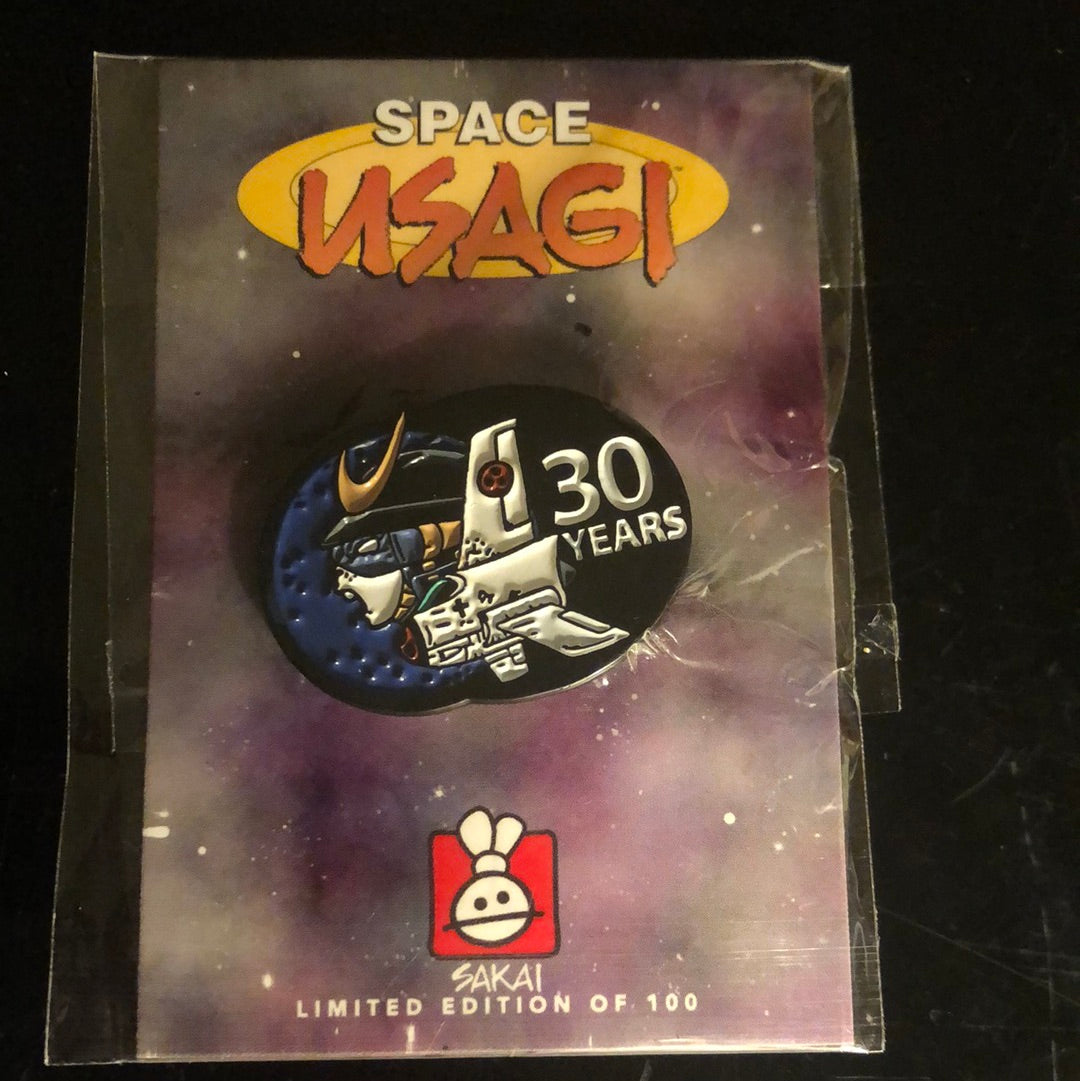 SPACE
USAGI
30
YEARS
SAKAI
LIMITED EDITION OF 100